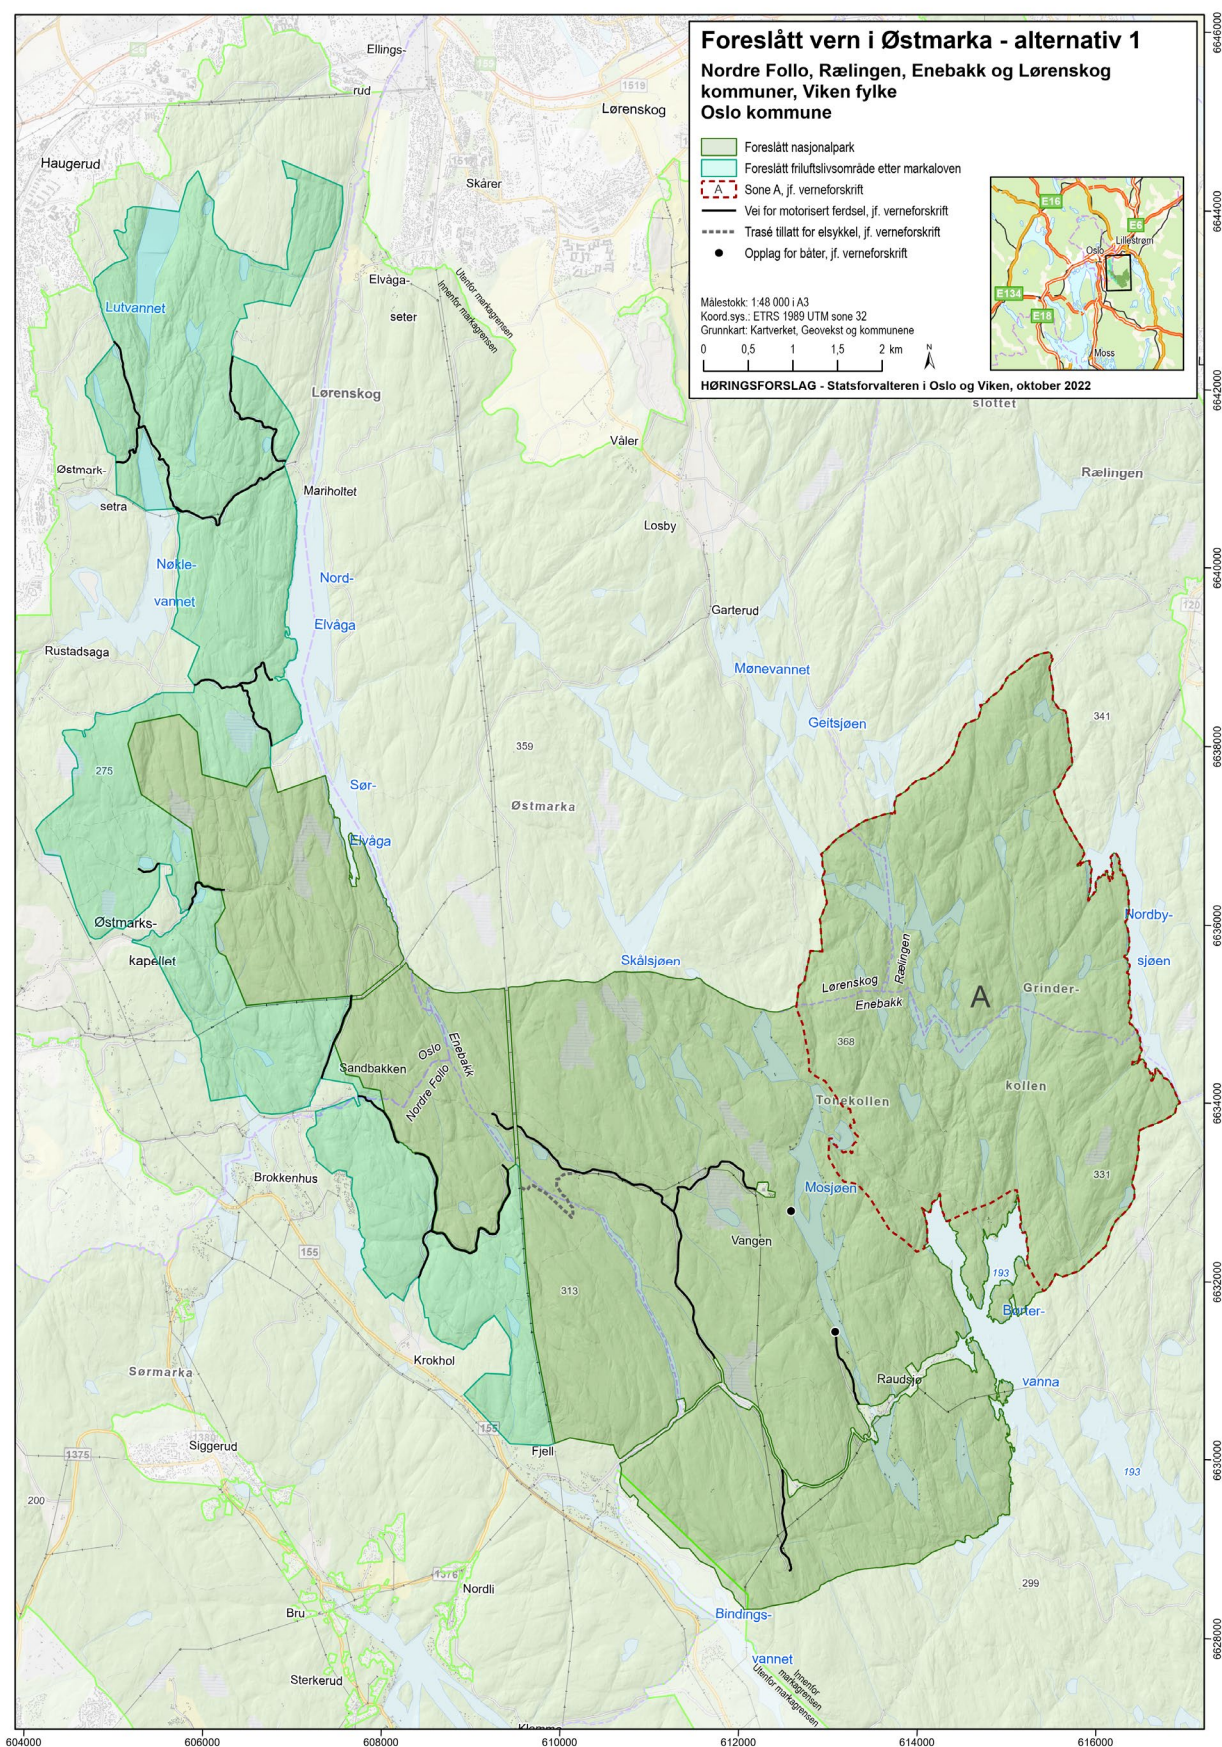 Foreslått vern i Østmarka - alternativ 1
Nordre Follo, Rælingen, Enebakk og Lørenskog
kommuner, Viken fylke
Oslo kommune
Foreslått nasjonalpark
Foreslått friluftslivsområde etter markaloven
A
Sone A, jf. verneforskrift
Vei for motorisert ferdsel, jf. verneforskrift
Trasé tillatt for elsykkel, jf. verneforskrift
Opplag for båter, jf. verneforskrift
Målestokk: 1:48 000 i A3
Koord.sys.: ETRS 1989 UTM sone 32
Grunnkart: Kartverket, Geovekst og kommunene
0 0,5 1 1,5 2 km
N
HØRINGSFORSLAG - Statsforvalteren i Oslo og Viken, oktober 2022
E16
E6
Lillestrøm
Oslo
E134
E18
Moss
Ellings-
rud
159
1519
Lørenskog
Haugerud
Skårer
Elvåga-
seter
Utenfor markagrensen
Innenfor markagrensen
Lutvannet
Lørenskog
slottet
Våler
Østmark-
setra
Mariholtet
Rælingen
Losby
Nøkle-
vannet
Nord-
Elvåga
120
Garterud
Rustadsaga
Mønevannet
341
Geitsjøen
359
275
Sør-
Elvåga
Østmarka
Østmarks-
kapellet
Nordby-
sjøen
Skålsjøen
Lørenskog
Rælingen
Enebakk
A
Grinder-
kollen
368
Oslo
Enebakk
Nordre Follo
Sandbakken
Tonekollen
331
Brokkenhus
Mosjøen
155
Vangen
193
313
Børter-
vanna
Krokhol
Sørmarka
Raudsjø
155
Siggerud
1380
1375
Fjell
193
200
1376
Nordli
299
Bru
Bindings-
vannet
Sterkerud
Innenfor
markagrensen
Utenfor markagrensen
604000
606000
608000
610000
612000
614000
616000
6646000
6644000
6642000
6640000
6638000
6636000
6634000
6632000
6630000
6628000